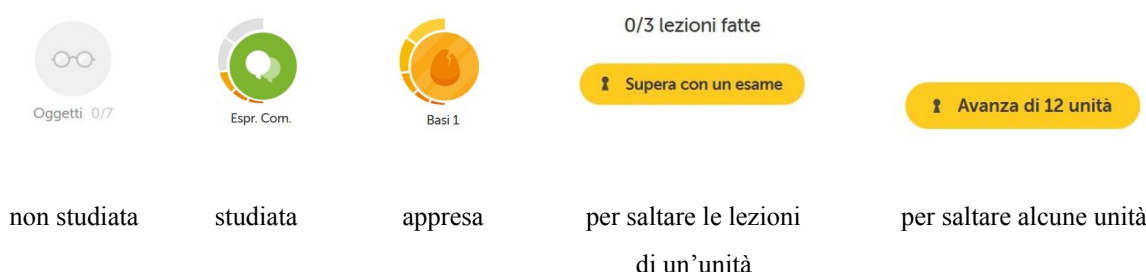 0/3 lezioni fatte
Supera con un esame
Avanza di 12 unità
Oggetti 0/7
Espr. Com.
Basi 1
non studiata studiata appresa per saltare le lezioni per saltare alcune unità
di un’unità